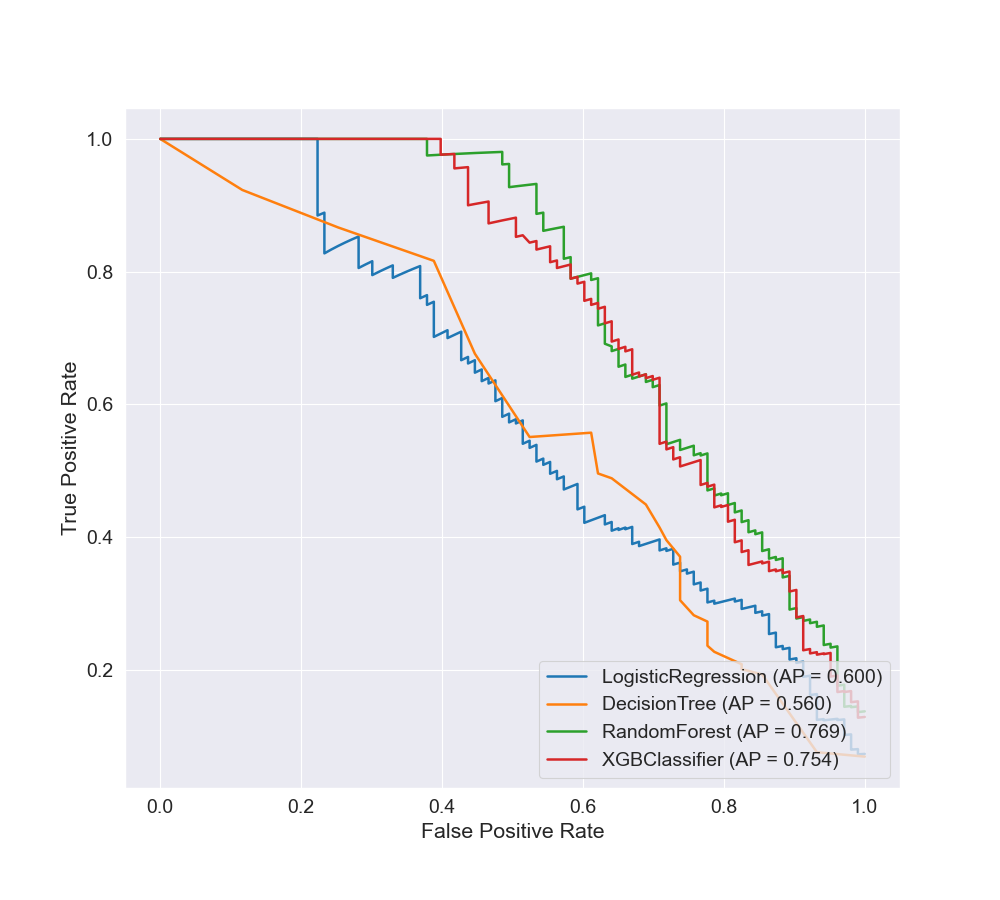 1.0
0.8
0.6
0.4
0.2
True Positive Rate
LogisticRegression (AP = 0.600)
DecisionTree (AP = 0.560)
RandomForest (AP = 0.769)
XGBClassifier (AP = 0.754)
0.0 0.2 0.4 0.6 0.8 1.0
False Positive Rate